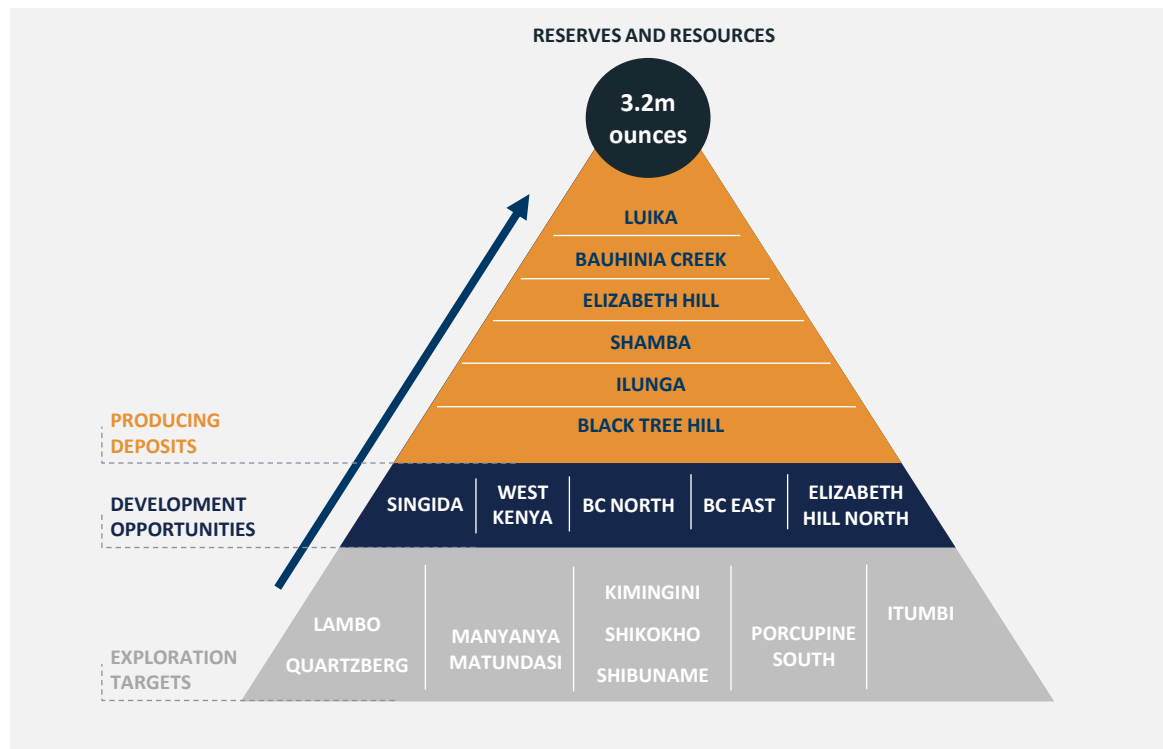 RESERVES AND RESOURCES
3.2m
ounces
LUIKA
BAUHINIA CREEK
ELIZABETH HILL
SHAMBA
ILUNGA
BLACK TREE HILL
PRODUCING
DEPOSITS
SINGIDA
WEST
KENYA
BC NORTH
BC EAST
ELIZABETH
HILL NORTH
DEVELOPMENT
OPPORTUNITIES
LAMBO
QUARTZBERG
MANYANYA
MATUNDASI
KIMINGINI
SHIKOKHO
SHIBUNAME
PORCUPINE
SOUTH
ITUMBI
EXPLORATION
TARGETS